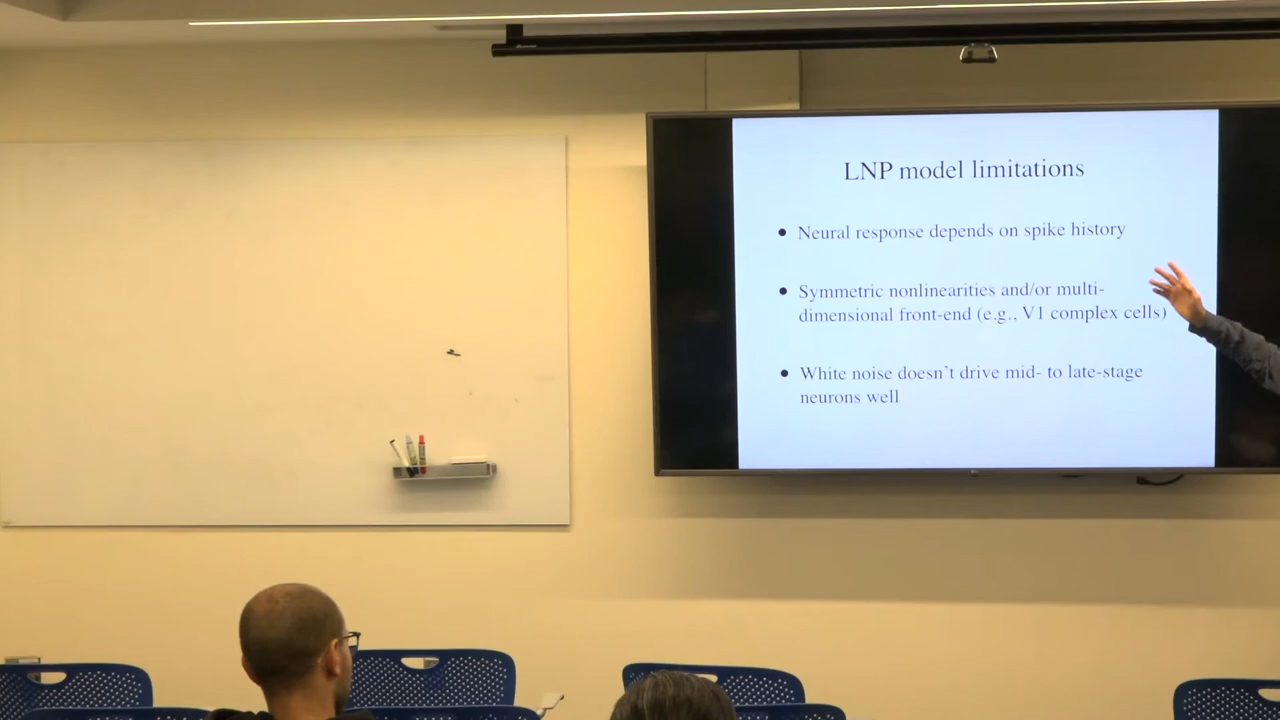 LNP model limitations
• Neural response depends on spike history
• Symmetric nonlinearities and/or multi-
dimensional front-end (e.g., V1 complex cells)
• White noise doesn't drive mid- to late-stage
neurons well